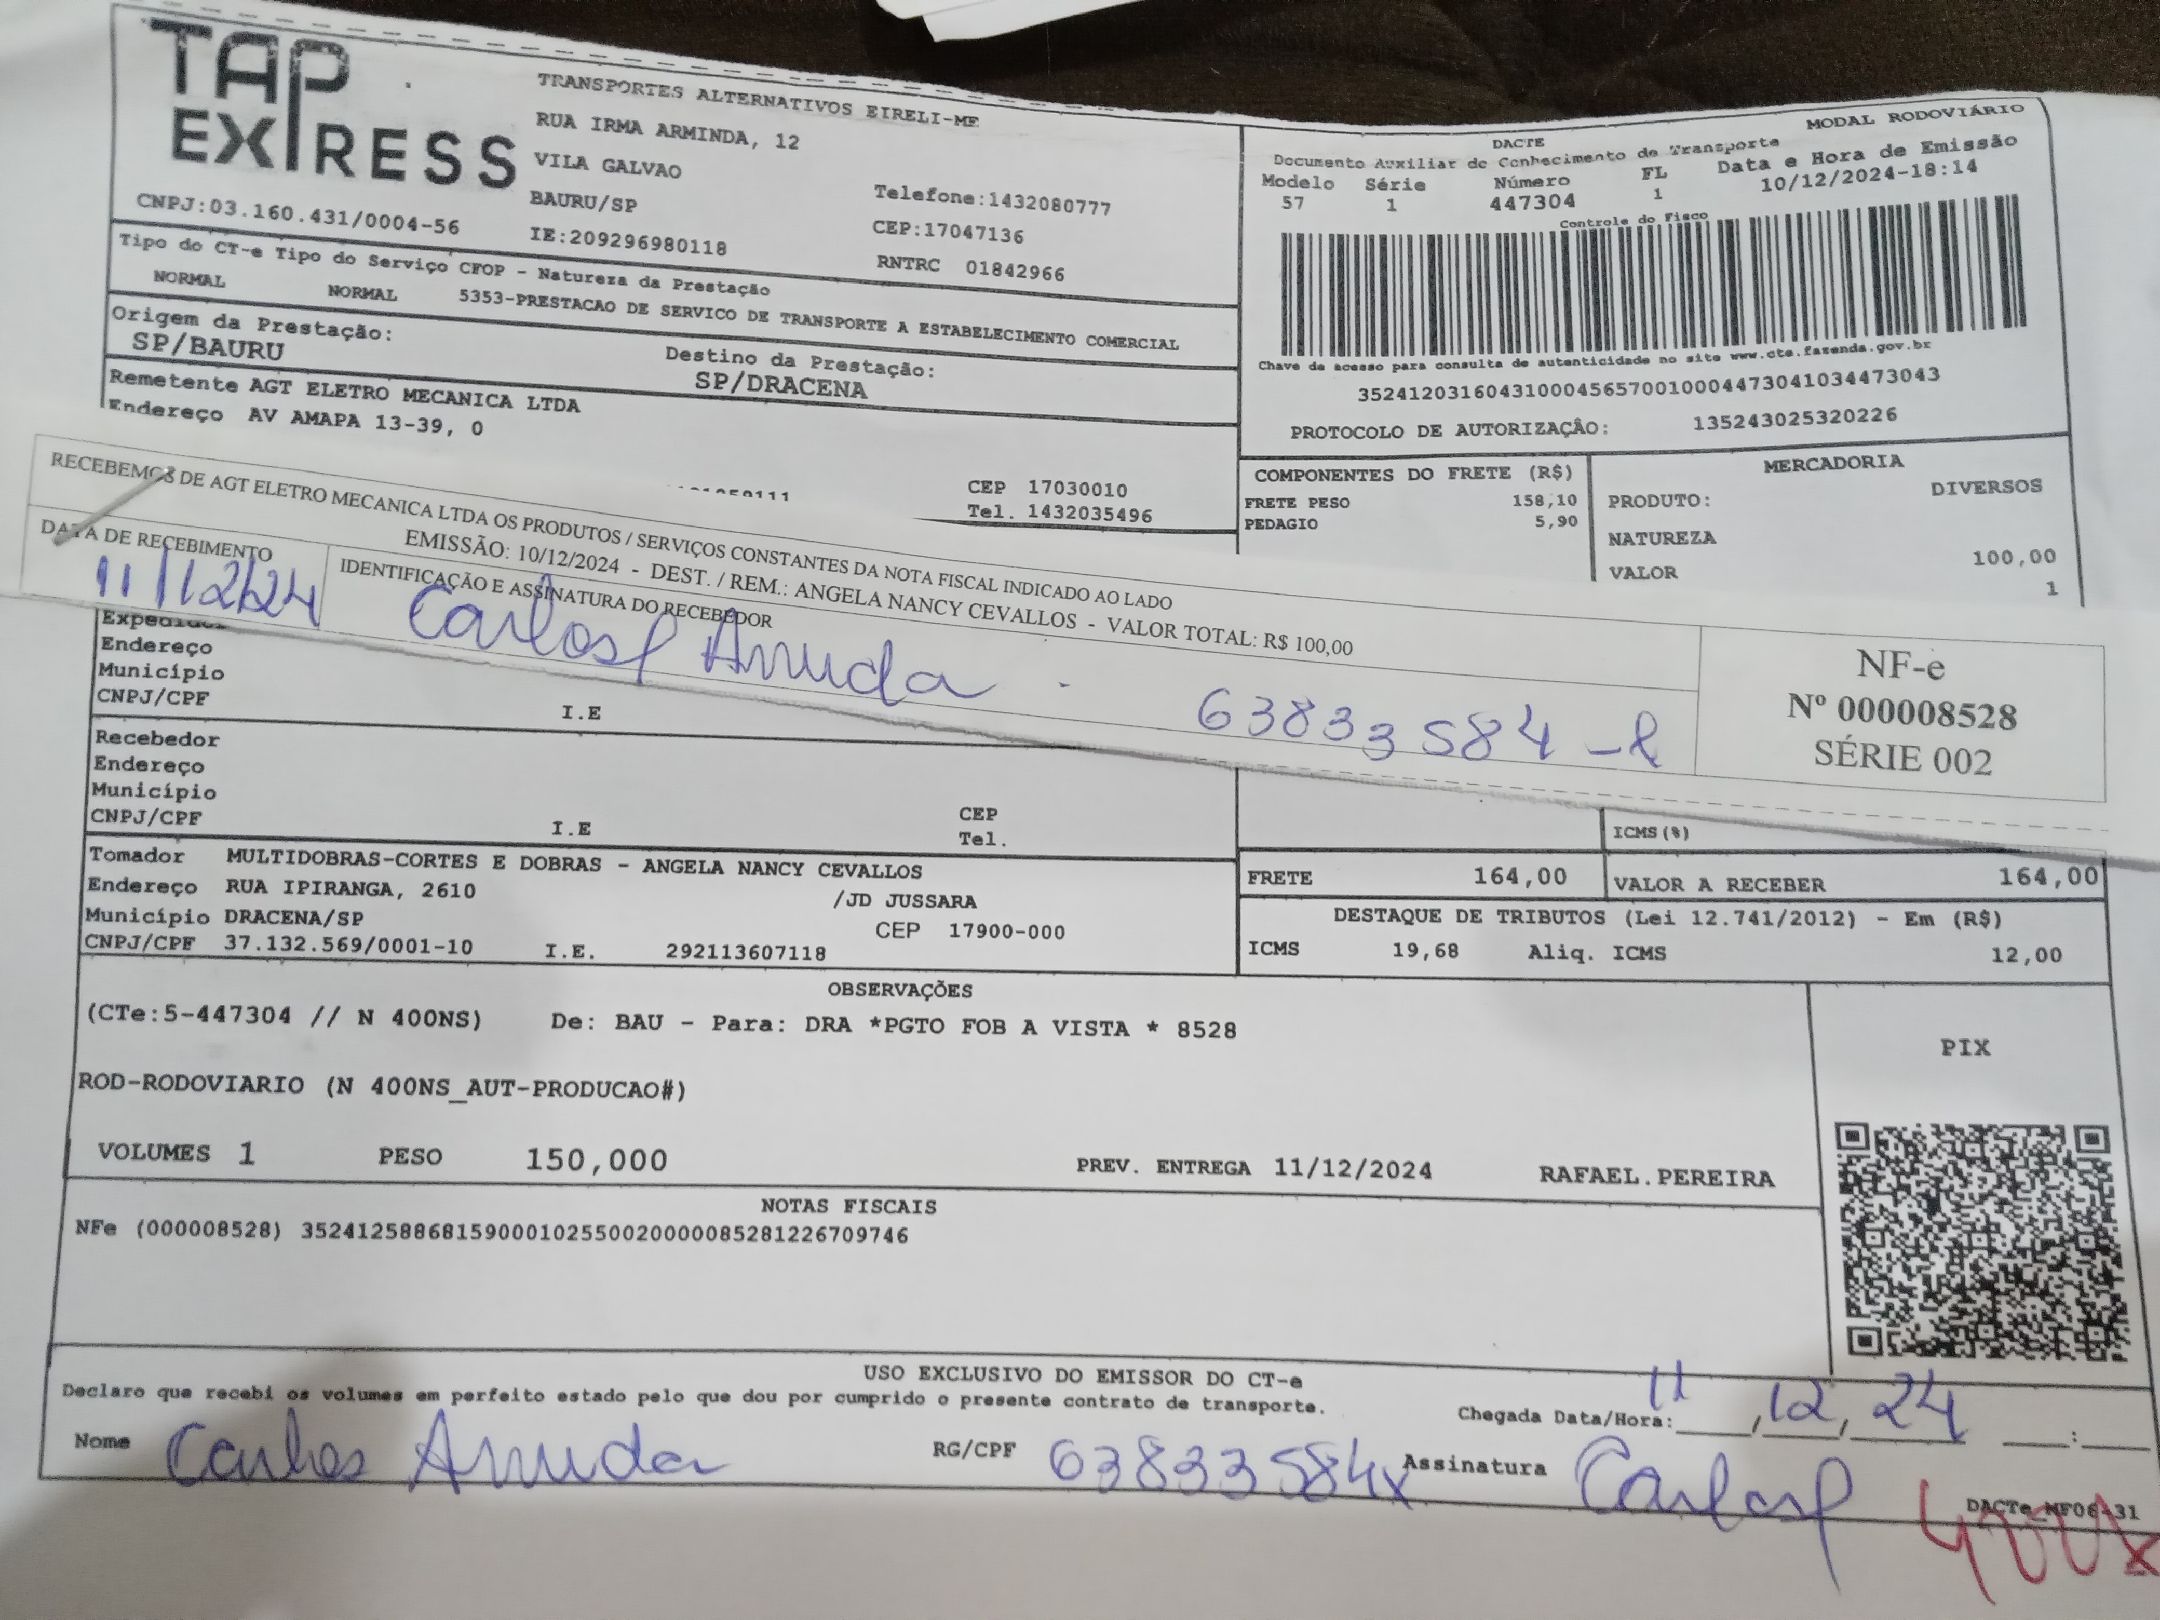 TAP
EXPRESS
TRANSPORTES ALTERNATIVOS EIRELI-ME
RUA IRMA ARMINDA, 12
VILA GALVAO
BAURU/SP
Telefone:1432080777
CNPJ:03.160.431/0004-56
IE:209296980118
CEP:17047136
RNTRC 01842966
DACTE
MODAL RODOVIÁRIO
Documento Auxiliar do Conhecimento de Transporte
Modelo Série Número FL Data e Hora de Emissão
57 1 447304 1 10/12/2024-18:14
Controle do Fisco
Chave de acesso para consulta de autenticidade no site www.cte.fazenda.gov.br
35241203160431000456570010004473041034473043
PROTOCOLO DE AUTORIZAÇÃO: 135243025320226
Tipo do CT-e Tipo do Serviço CFOP - Natureza da Prestação
NORMAL NORMAL 5353-PRESTACAO DE SERVICO DE TRANSPORTE A ESTABELECIMENTO COMERCIAL
Origem da Prestação: Destino da Prestação:
SP/BAURU SP/DRACENA
Remetente AGT ELETRO MECANICA LTDA
Endereço AV AMAPA 13-39, 0
CEP 17030010
Tel. 1432035496
COMPONENTES DO FRETE (R$)
FRETE PESO 158,10
PEDAGIO 5,90
MERCADORIA
PRODUTO: DIVERSOS
NATUREZA
VALOR 100,00
1
RECEBEMOS DE AGT ELETRO MECANICA LTDA OS PRODUTOS / SERVIÇOS CONSTANTES DA NOTA FISCAL INDICADO AO LADO
EMISSÃO: 10/12/2024 - DEST. / REM.: ANGELA NANCY CEVALLOS - VALOR TOTAL: R$ 100,00
DATA DE RECEBIMENTO
11/12/24
IDENTIFICAÇÃO E ASSINATURA DO RECEBEDOR
Carlos Arruda
63833584-
NF-e
Nº 000008528
SÉRIE 002
Endereço
Município
CNPJ/CPF I.E
Recebedor
Endereço
Município
CNPJ/CPF I.E
CEP
Tel.
ICMS(%)
Tomador MULTIDOBRAS-CORTES E DOBRAS - ANGELA NANCY CEVALLOS
Endereço RUA IPIRANGA, 2610 /JD JUSSARA
Município DRACENA/SP CEP 17900-000
CNPJ/CPF 37.132.569/0001-10 I.E. 292113607118
FRETE 164,00 VALOR A RECEBER 164,00
DESTAQUE DE TRIBUTOS (Lei 12.741/2012) - Em (R$)
ICMS 19,68 Aliq. ICMS 12,00
OBSERVAÇÕES
(CTe:5-447304 // N 400NS) De: BAU - Para: DRA *PGTO FOB A VISTA * 8528
PIX
ROD-RODOVIARIO (N 400NS_AUT-PRODUCAO#)
VOLUMES 1 PESO 150,000 PREV. ENTREGA 11/12/2024 RAFAEL.PEREIRA
NOTAS FISCAIS
NFe (000008528) 35241258868159000102550020000085281226709746
USO EXCLUSIVO DO EMISSOR DO CT-e
Declaro que recebi os volumes em perfeito estado pelo que dou por cumprido o presente contrato de transporte.
Chegada Data/Hora: 11, 12, 24 ___:___
Nome Carlos Arruda RG/CPF 63833584x Assinatura Carlos